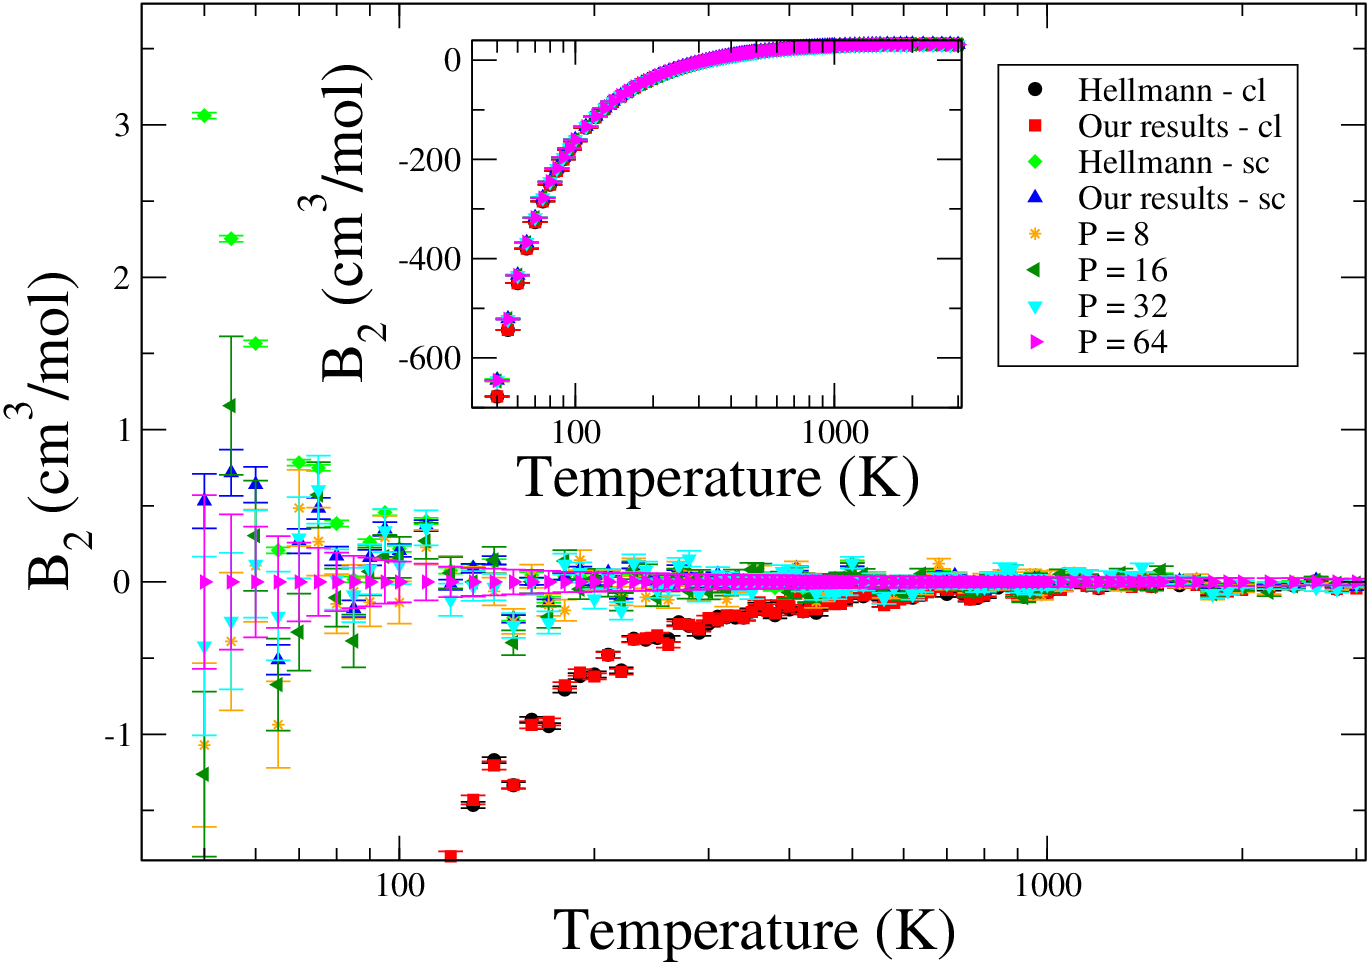 3
2
1
0
-1
B2 (cm3/mol)
100
1000
Temperature (K)
0
-200
-400
-600
B2 (cm3/mol)
100
1000
Temperature (K)
Hellmann - cl
Our results - cl
Hellmann - sc
Our results - sc
P = 8
P = 16
P = 32
P = 64